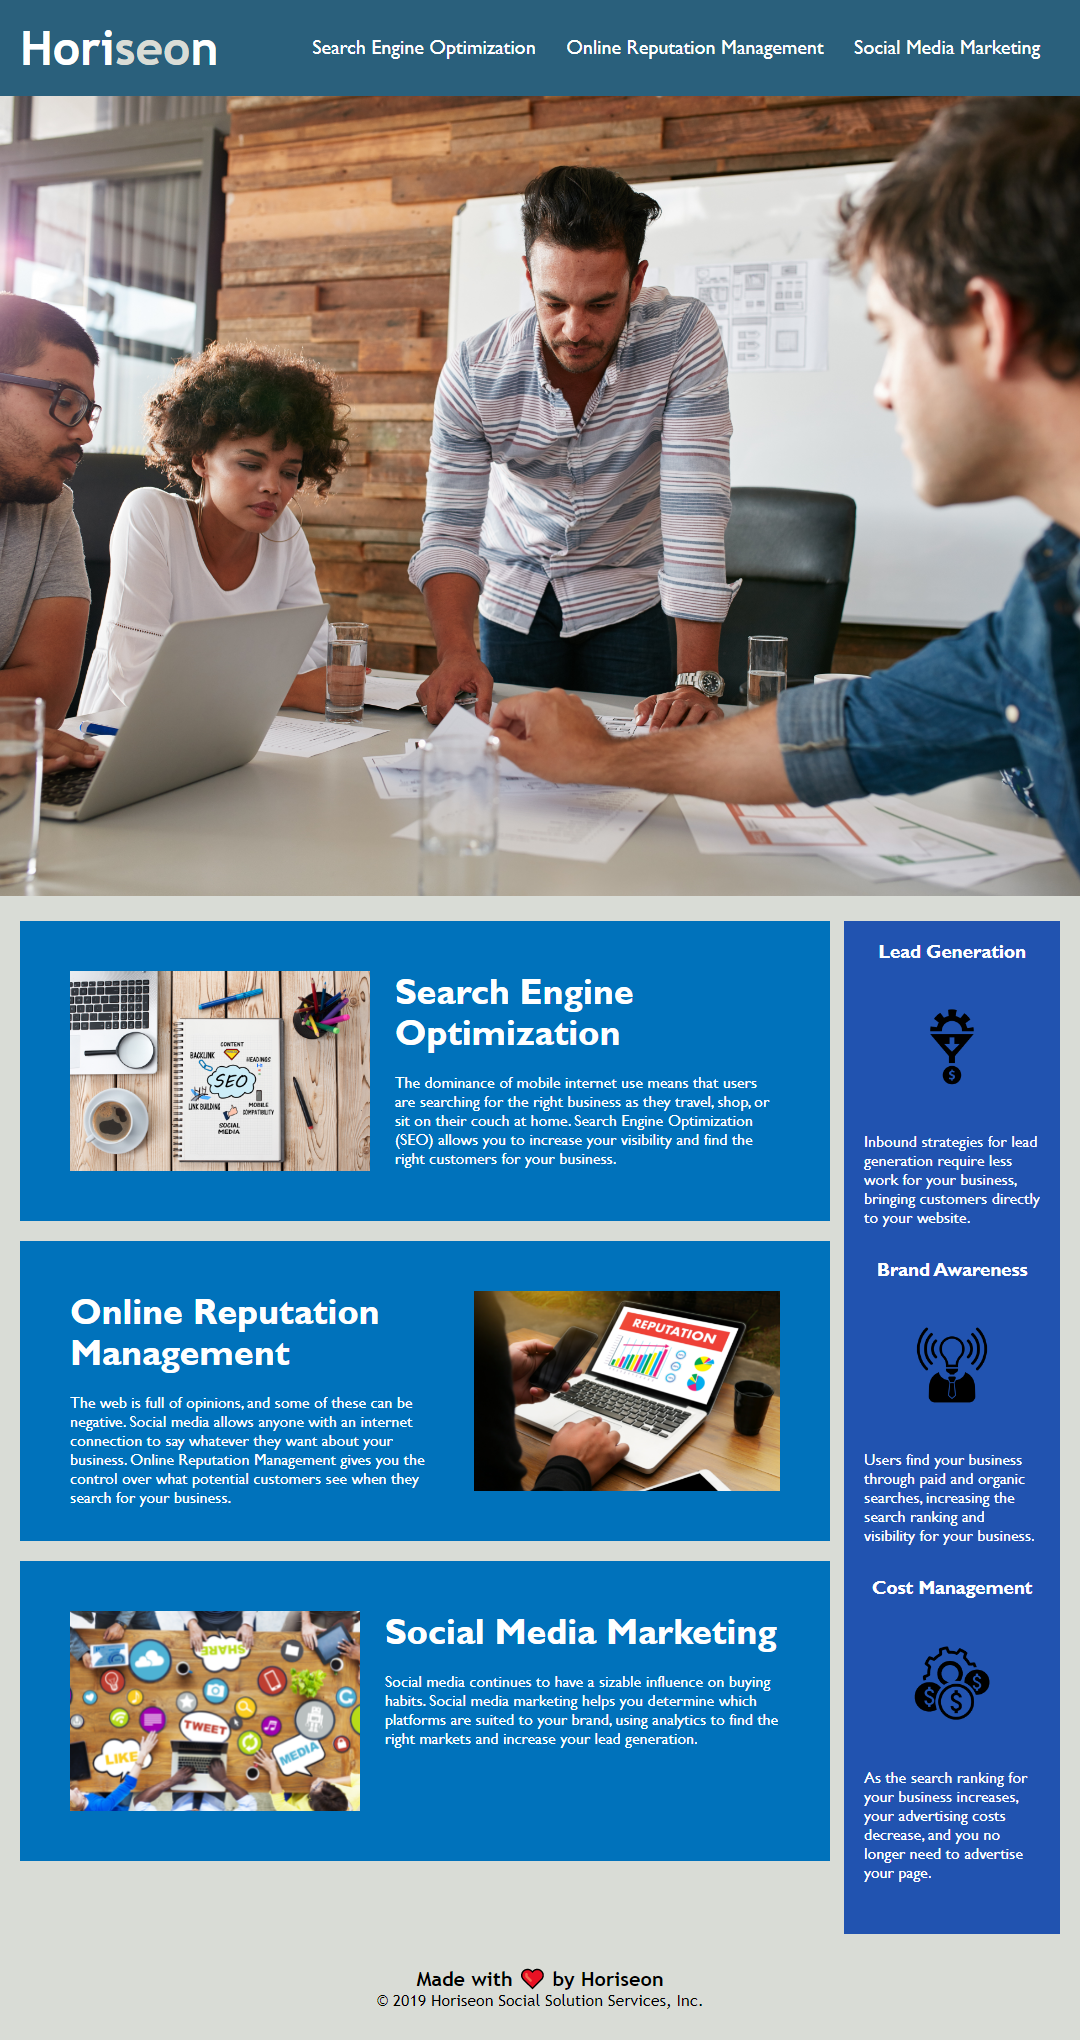 Horiseon
Search Engine Optimization
Online Reputation Management
Social Media Marketing
CONTENT
BACKLINK
HEADINGS
SEO
LINK BUILDING
MOBILE
COMPATIBILITY
SOCIAL
MEDIA
Search Engine
Optimization
The dominance of mobile internet use means that users
are searching for the right business as they travel, shop, or
sit on their couch at home. Search Engine Optimization
(SEO) allows you to increase your visibility and find the
right customers for your business.
Online Reputation
Management
The web is full of opinions, and some of these can be
negative. Social media allows anyone with an internet
connection to say whatever they want about your
business. Online Reputation Management gives you the
control over what potential customers see when they
search for your business.
REPUTATION
SHARE
TWEET
LIKE
MEDIA
Social Media Marketing
Social media continues to have a sizable influence on buying
habits. Social media marketing helps you determine which
platforms are suited to your brand, using analytics to find the
right markets and increase your lead generation.
Lead Generation
$
Inbound strategies for lead
generation require less
work for your business,
bringing customers directly
to your website.
Brand Awareness
Users find your business
through paid and organic
searches, increasing the
search ranking and
visibility for your business.
Cost Management
$ $ $
As the search ranking for
your business increases,
your advertising costs
decrease, and you no
longer need to advertise
your page.
Made with ❤️ by Horiseon
© 2019 Horiseon Social Solution Services, Inc.